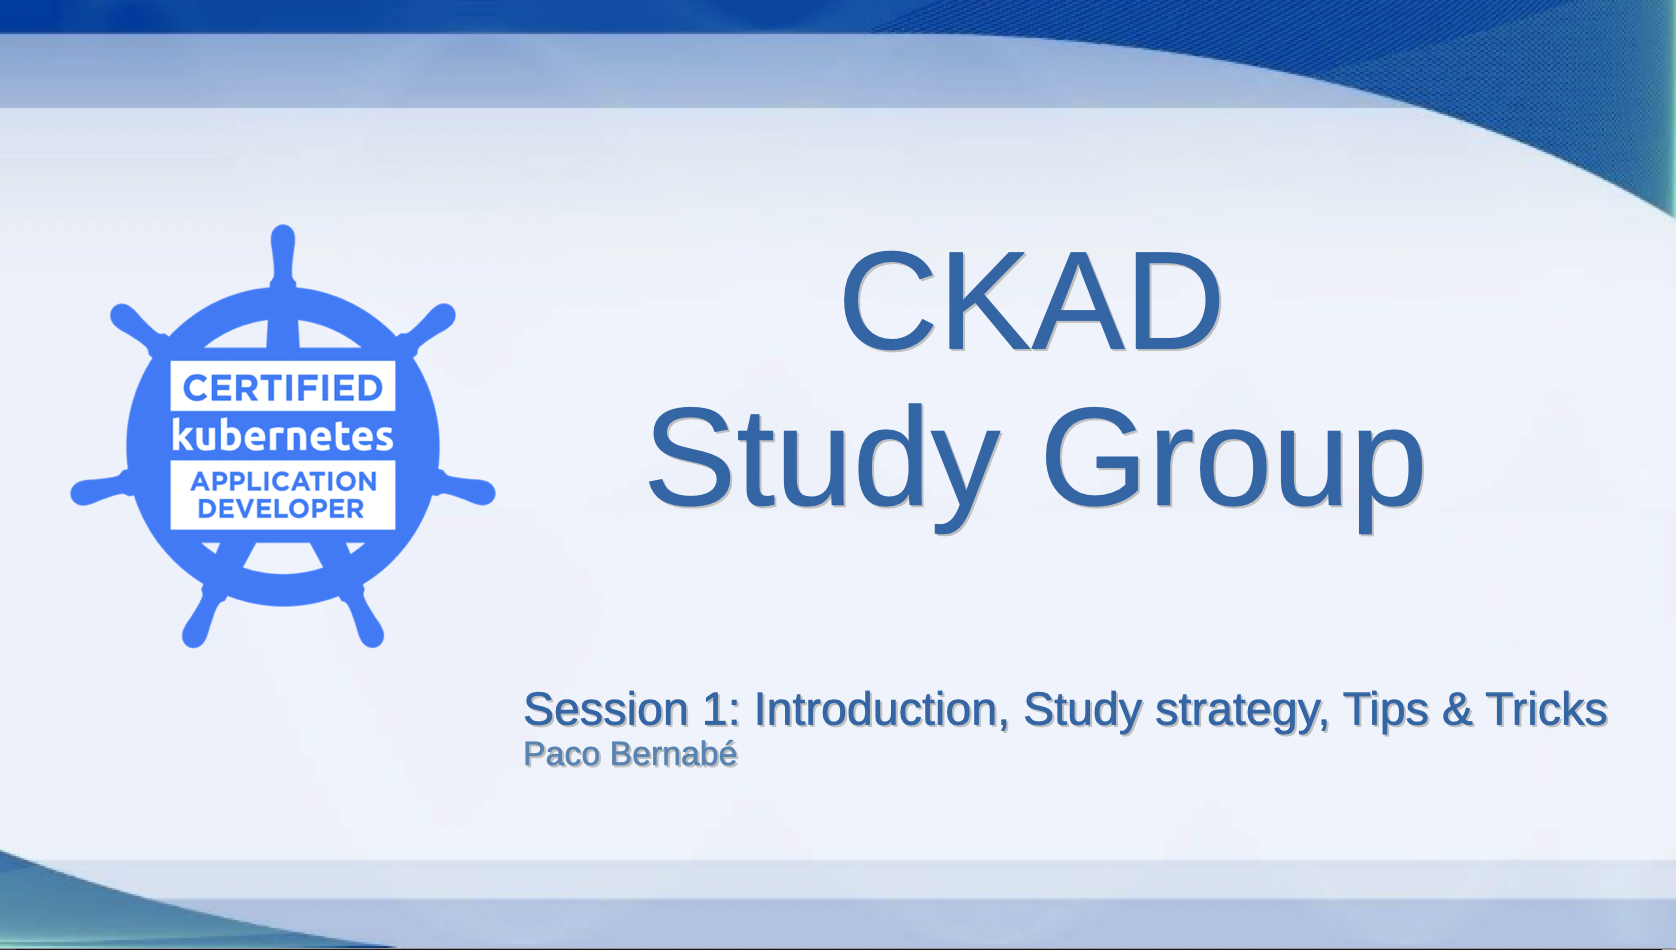 CERTIFIED
kubernetes
APPLICATION
DEVELOPER
CKAD
Study Group
Session 1: Introduction, Study strategy, Tips & Tricks
Paco Bernabé